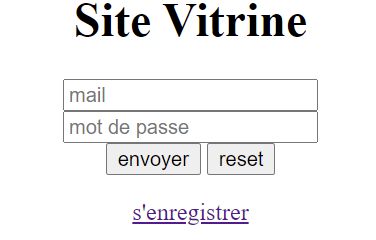 Site Vitrine
mail
mot de passe
envoyer reset
s'enregistrer